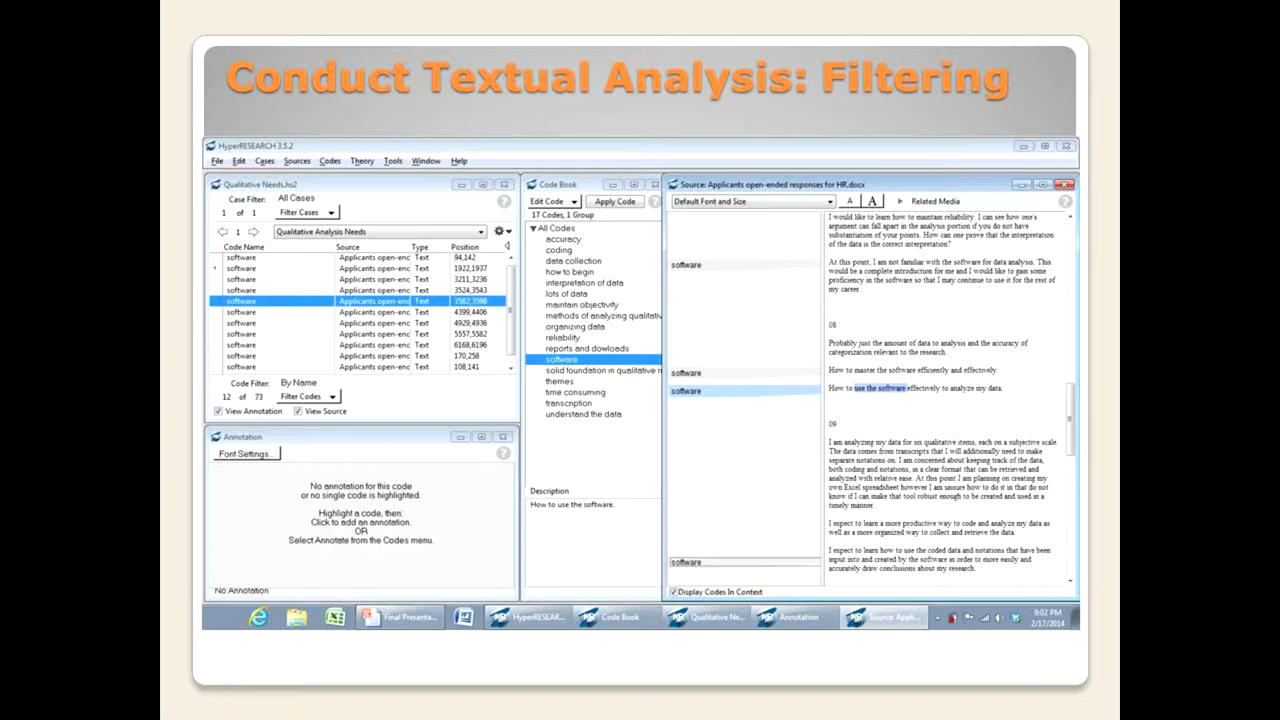 Conduct Textual Analysis: Filtering
HyperRESEARCH 3.5.2
File Edit Cases Sources Codes Theory Tools Window Help
Qualitative Needs.hs2
Case Filter: All Cases
1 of 1 Filter Cases
1 Qualitative Analysis Needs
Code Name Source Type Position
software Applicants open-enc Text 94,142
software Applicants open-enc Text 1922,1937
software Applicants open-enc Text 3211,3236
software Applicants open-enc Text 3524,3543
software Applicants open-enc Text 3582,3598
software Applicants open-enc Text 4399,4406
software Applicants open-enc Text 4929,4936
software Applicants open-enc Text 5557,5582
software Applicants open-enc Text 6168,6196
software Applicants open-enc Text 170,258
software Applicants open-enc Text 108,141
Code Filter: By Name
12 of 73 Filter Codes
View Annotation View Source
Annotation
Font Settings...
No annotation for this code
or no single code is highlighted.
Highlight a code, then:
Click to add an annotation.
OR
Select Annotate from the Codes menu.
No Annotation
Code Book
Edit Code Apply Code
17 Codes, 1 Group
All Codes
accuracy
coding
data collection
how to begin
interpretation of data
lots of data
maintain objectivity
methods of analyzing qualitativ
organizing data
reliability
reports and dowloads
software
solid foundation in qualitative r
themes
time consuming
transcription
understand the data
Description
How to use the software.
Source: Applicants open-ended responses for HR.docx
Default Font and Size A A Related Media
software
software
software
software
I would like to learn how to maintain reliability. I can see how one's
argument can fall apart in the analysis portion if you do not have
substantiation of your points. How can one prove that the interpretation
of the data is the correct interpretation?
At this point, I am not familiar with the software for data analysis. This
would be a complete introduction for me and I would like to gain some
proficiency in the software so that I may continue to use it for the rest of
my career.
08
Probably just the amount of data to analysis and the accuracy of
categorization relevant to the research.
How to master the software efficiently and effectively.
How to use the software effectively to analyze my data.
09
I am analyzing my data for six qualitative items, each on a subjective scale.
The data comes from transcripts that I will additionally need to make
separate notations on. I am concerned about keeping track of the data,
both coding and notations, in a clear format that can be retrieved and
analyzed with relative ease. At this point I am planning on creating my
own Excel spreadsheet however I am unsure how to do it in that do not
know if I can make that tool robust enough to be created and used in a
timely manner
I expect to learn a more productive way to code and analyze my data as
well as a more organized way to collect and retrieve the data.
I expect to learn how to use the coded data and notations that have been
input into and created by the software in order to more easily and
accurately draw conclusions about my research.
Display Codes In Context
Final Presenta... HyperRESEAR... Code Book Qualitative Ne... Annotation Source: Appli...
9:02 PM
2/17/2014